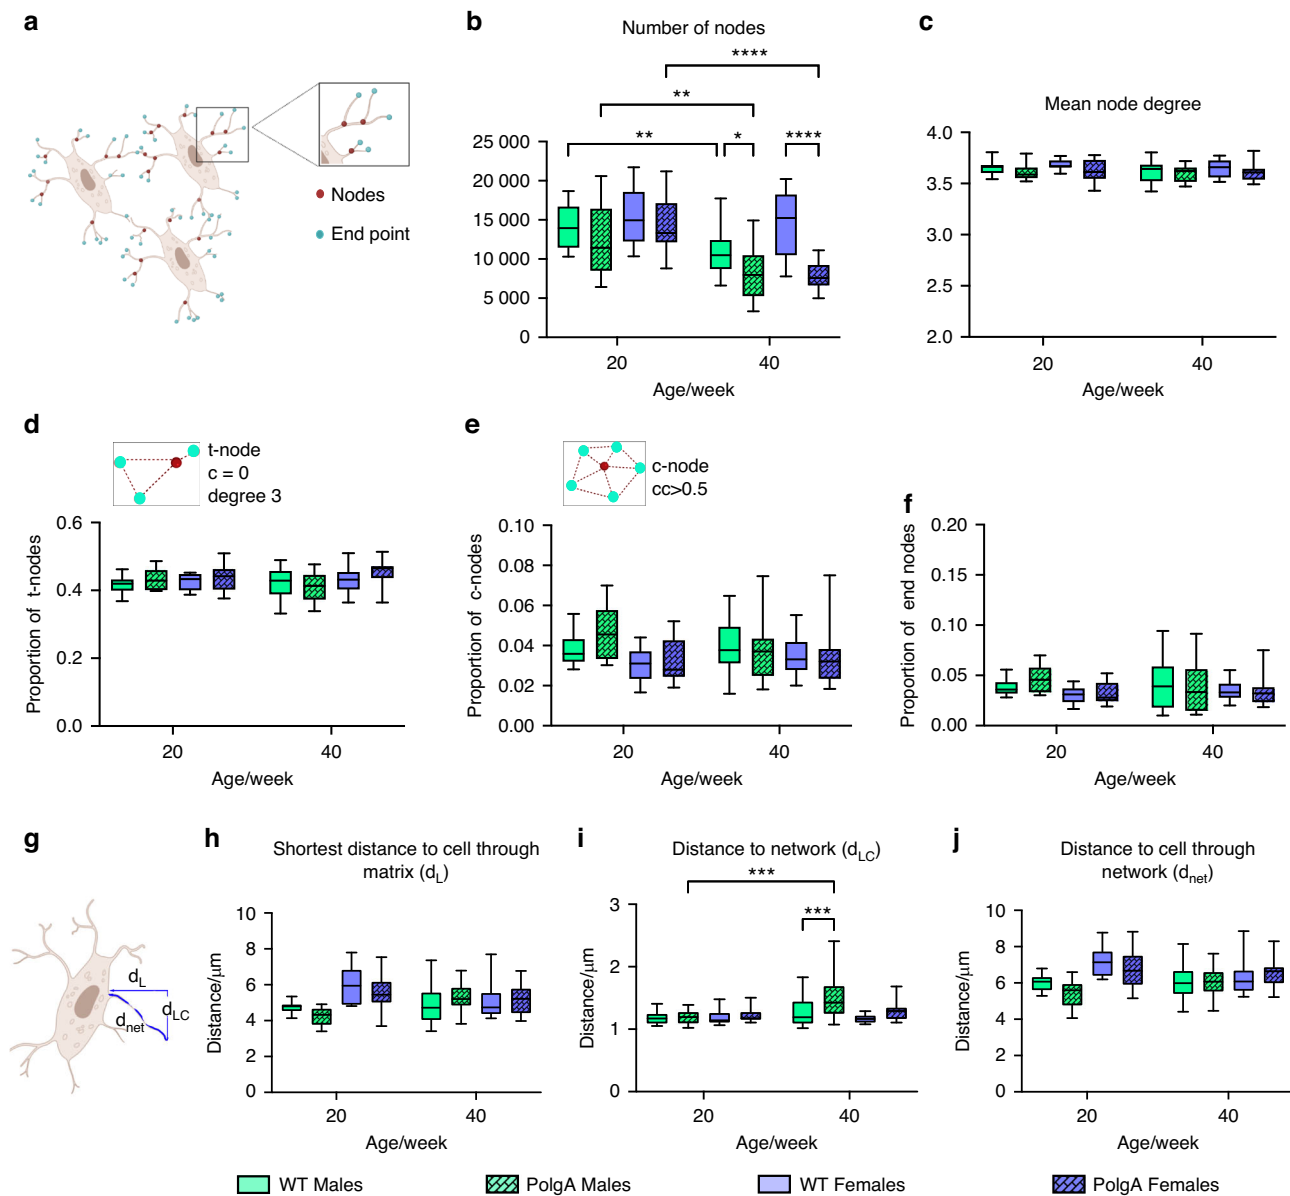 a
Nodes
End point
b
Number of nodes
****
**
**
*
****
25 000
20 000
15 000
10 000
5 000
0
20
40
Age/week
c
Mean node degree
4.0
3.5
3.0
2.5
2.0
20
40
Age/week
d
t-node
c = 0
degree 3
Proportion of t-nodes
0.6
0.4
0.2
0.0
20
40
Age/week
e
c-node
cc>0.5
Proportion of c-nodes
0.10
0.08
0.06
0.04
0.02
0.00
20
40
Age/week
f
Proportion of end nodes
0.20
0.15
0.10
0.05
0.00
20
40
Age/week
g
dL
dLC
dnet
h
Shortest distance to cell through
matrix (dL)
Distance/μm
10
8
6
4
2
0
20
40
Age/week
i
Distance to network (dLC)
***
***
Distance/μm
3
2
1
0
20
40
Age/week
j
Distance to cell through
network (dnet)
Distance/μm
10
8
6
4
2
0
20
40
Age/week
WT Males
PolgA Males
WT Females
PolgA Females